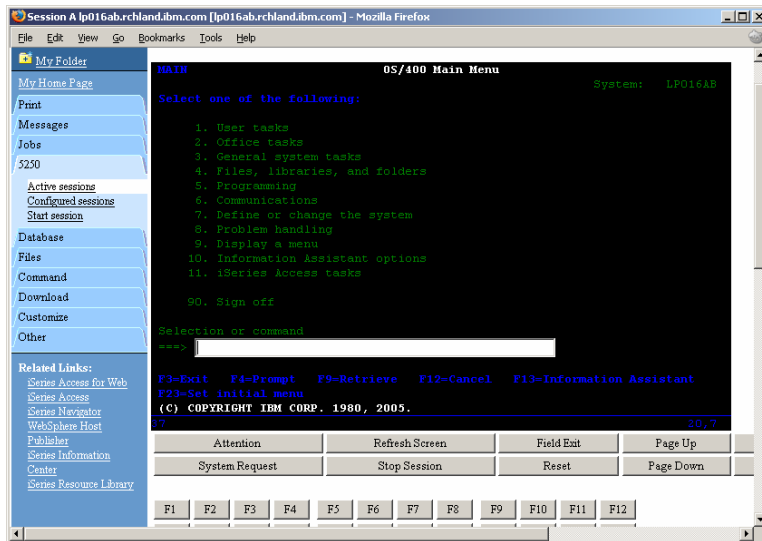 Session A lp016ab.rchland.ibm.com [lp016ab.rchland.ibm.com] - Mozilla Firefox
File Edit View Go Bookmarks Tools Help
My Folder
My Home Page
Print
Messages
Jobs
5250
Active sessions
Configured sessions
Start session
Database
Files
Command
Download
Customize
Other
Related Links:
iSeries Access for Web
iSeries Access
iSeries Navigator
WebSphere Host
Publisher
iSeries Information
Center
iSeries Resource Library
MAIN OS/400 Main Menu
System: LP016AB
Select one of the following:
1. User tasks
2. Office tasks
3. General system tasks
4. Files, libraries, and folders
5. Programming
6. Communications
7. Define or change the system
8. Problem handling
9. Display a menu
10. Information Assistant options
11. iSeries Access tasks
90. Sign off
Selection or command
===>
F3=Exit F4=Prompt F9=Retrieve F12=Cancel F13=Information Assistant
F23=Set initial menu
(C) COPYRIGHT IBM CORP. 1980, 2005.
37 20,7
Attention Refresh Screen Field Exit Page Up
System Request Stop Session Reset Page Down
F1 F2 F3 F4 F5 F6 F7 F8 F9 F10 F11 F12